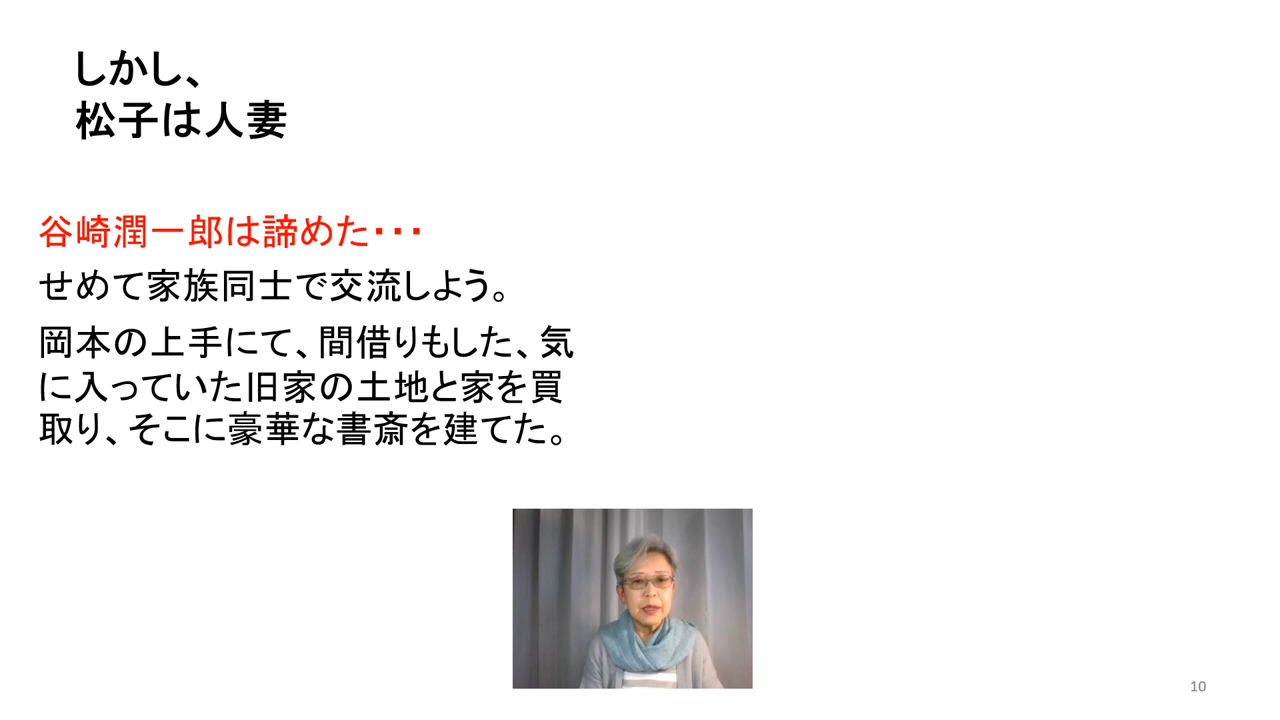 しかし、
松子は人妻
谷崎潤一郎は諦めた・・・
せめて家族同士で交流しよう。
岡本の上手にて、間借りもした、気
に入っていた旧家の土地と家を買
取り、そこに豪華な書斎を建てた。
10